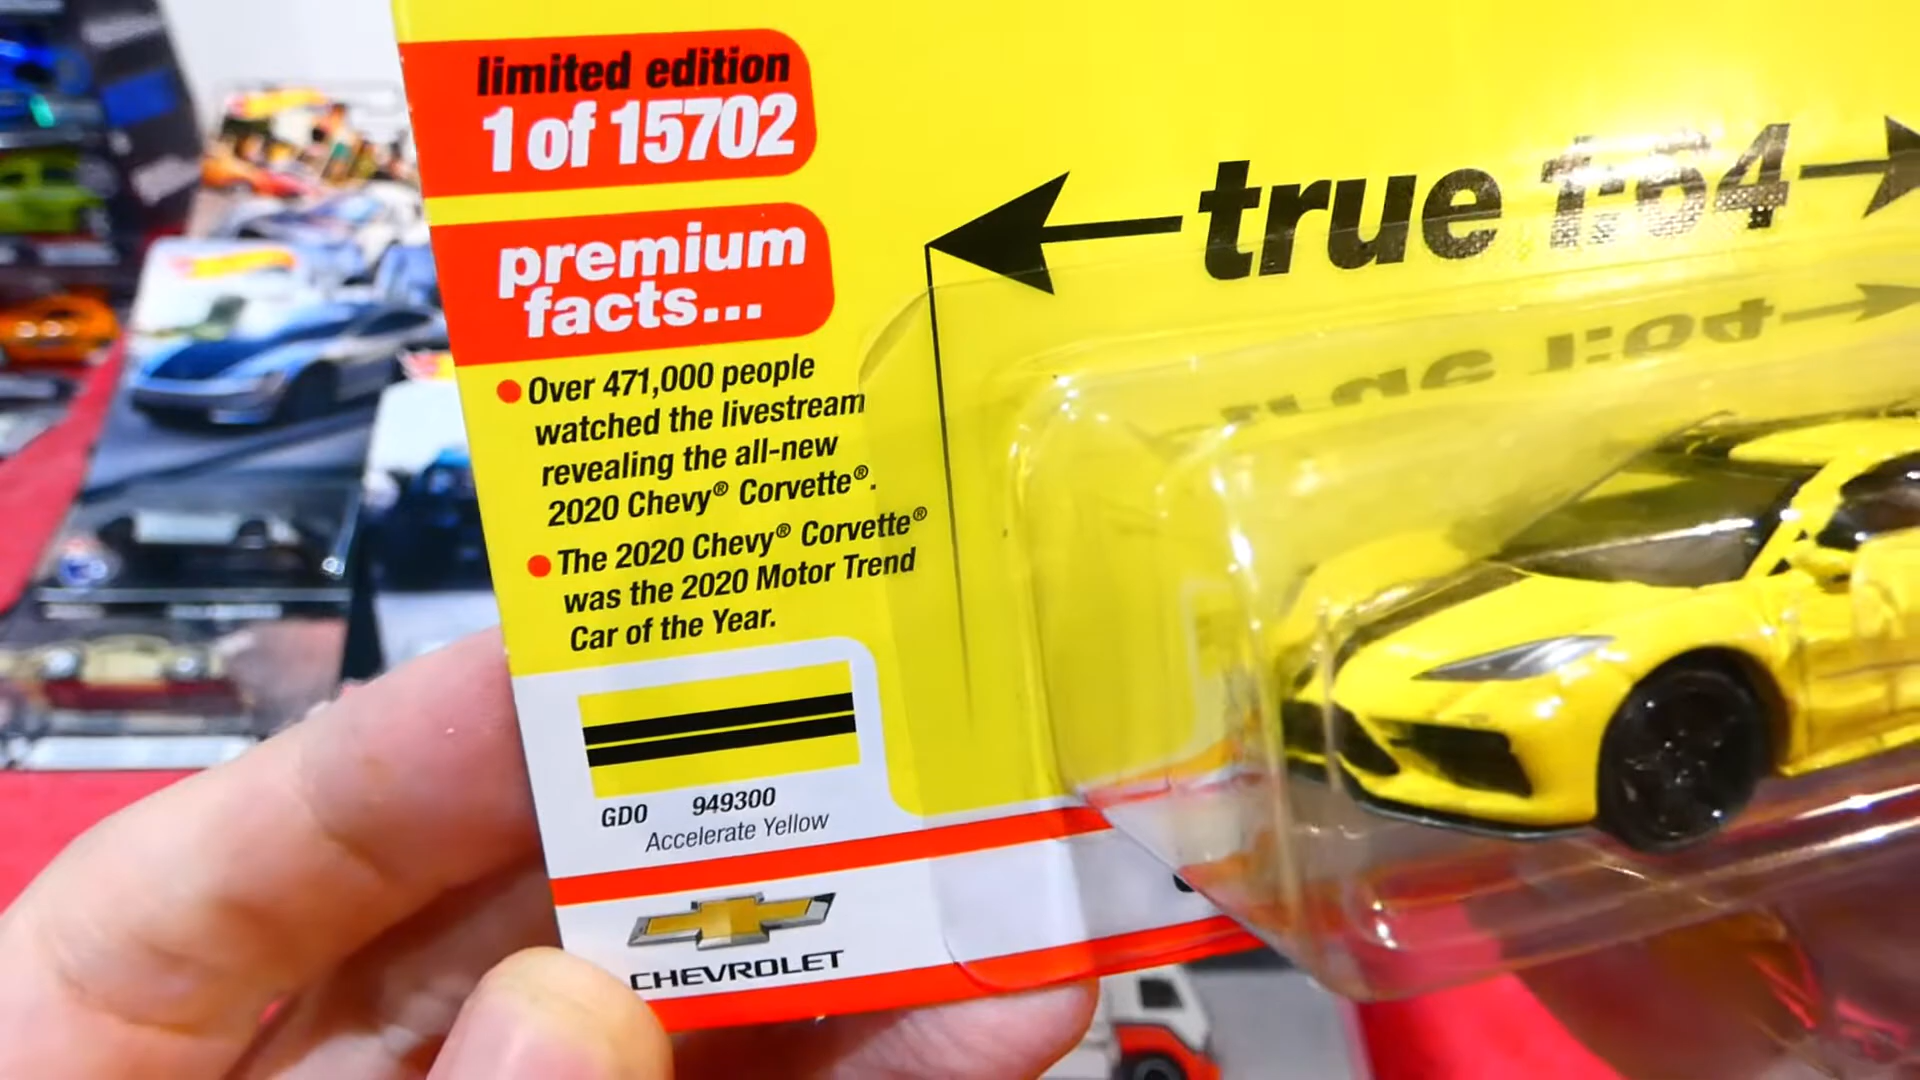 limited edition
1 of 15702
true 1:64
premium
facts...
Over 471,000 people
watched the livestream
revealing the all-new
2020 Chevy® Corvette®.
The 2020 Chevy® Corvette®
was the 2020 Motor Trend
Car of the Year.
GD0 949300
Accelerate Yellow
CHEVROLET